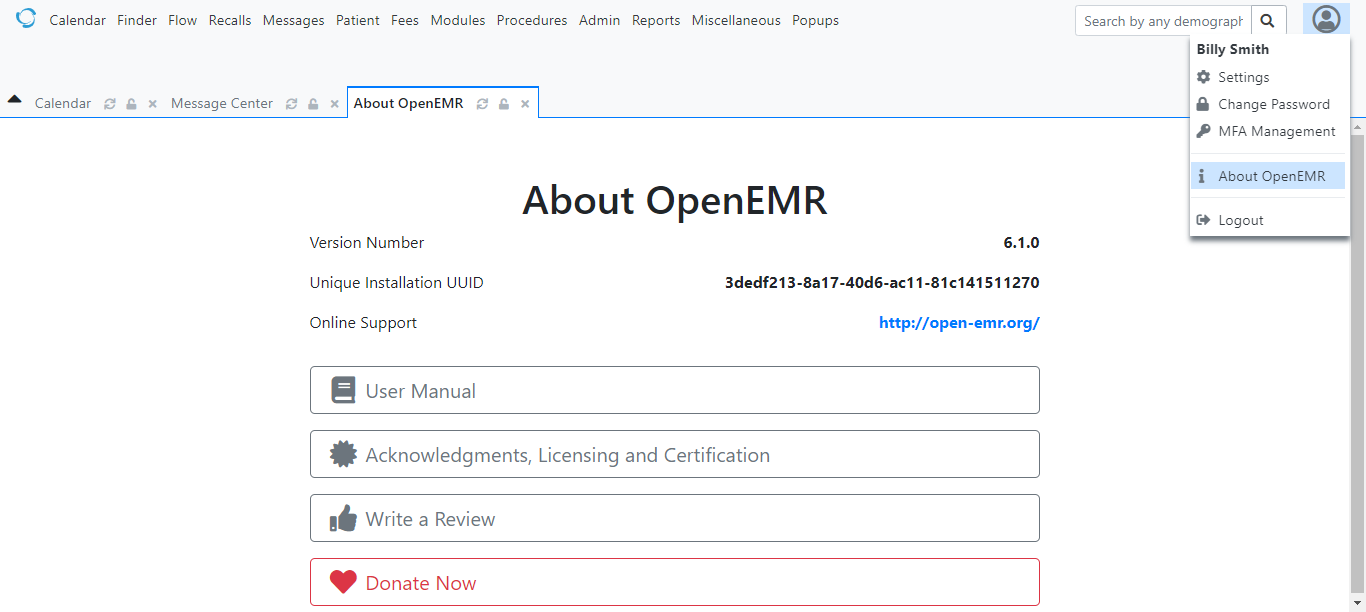 Calendar Finder Flow Recalls Messages Patient Fees Modules Procedures Admin Reports Miscellaneous Popups
Search by any demograph
Billy Smith
Settings
Change Password
MFA Management
About OpenEMR
Logout
Calendar Message Center About OpenEMR
About OpenEMR
Version Number 6.1.0
Unique Installation UUID 3dedf213-8a17-40d6-ac11-81c141511270
Online Support http://open-emr.org/
User Manual
Acknowledgments, Licensing and Certification
Write a Review
Donate Now